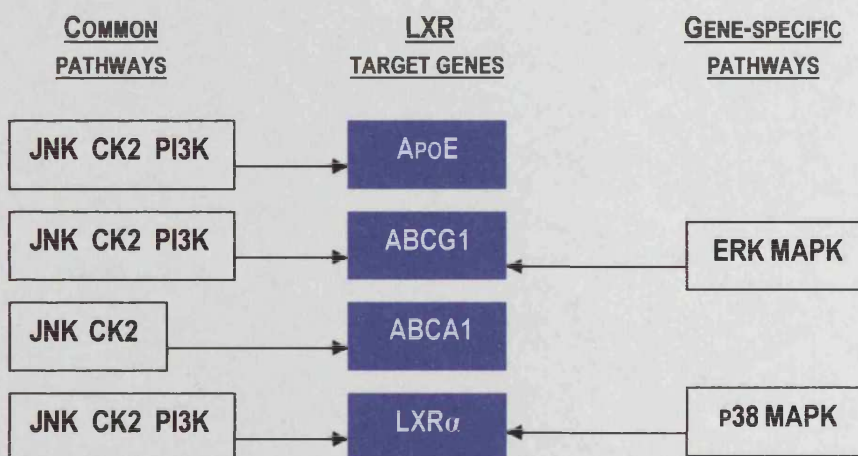 COMMON
PATHWAYS
LXR
TARGET GENES
GENE-SPECIFIC
PATHWAYS
JNK CK2 PI3K
APOE
JNK CK2 PI3K
ABCG1
ERK MAPK
JNK CK2
ABCA1
JNK CK2 PI3K
LXRα
P38 MAPK